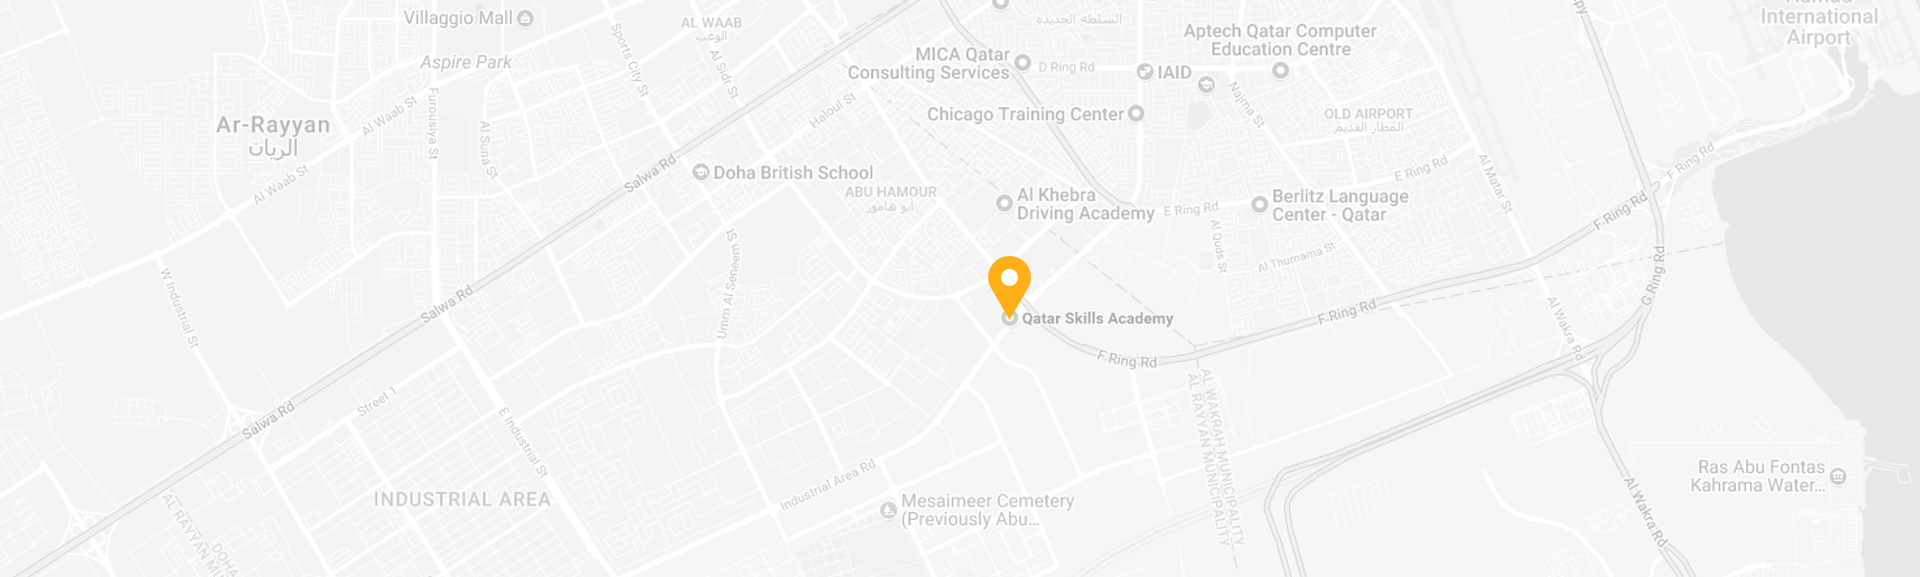 Villaggio Mall
Aspire Park
Sports City St
AL WAAB
الوعب
Al Sidr St
السلطة الجديدة
MICA Qatar
Consulting Services
D Ring Rd
IAID
Aptech Qatar Computer
Education Centre
International
Airport
Haloul St
Chicago Training Center
Najma St
OLD AIRPORT
المطار القديم
Ar-Rayyan
الريان
Al Waab St
Furousiya St
Al Suna St
Al Waab St
Salwa Rd
Doha British School
ABU HAMOUR
أبو هامور
Al Khebra
Driving Academy
E Ring Rd
Berlitz Language
Center - Qatar
E Ring Rd
Al Matar St
F Ring Rd
F Ring Rd
Al Quds St
Al Thumama St
G Ring Rd
W Industrial St
Salwa Rd
Umm Al Seneem St
Qatar Skills Academy
F Ring Rd
F Ring Rd
Al Wakra Rd
Street 1
Salwa Rd
E Industrial St
AL WAKRAH MUNICIPALITY
AL RAYYAN MUNICIPALITY
INDUSTRIAL AREA
Industrial Area Rd
Mesaimeer Cemetery
(Previously Abu...
Ras Abu Fontas
Kahrama Water...
Al Wakra Rd
DOHA
AL RAYYAN